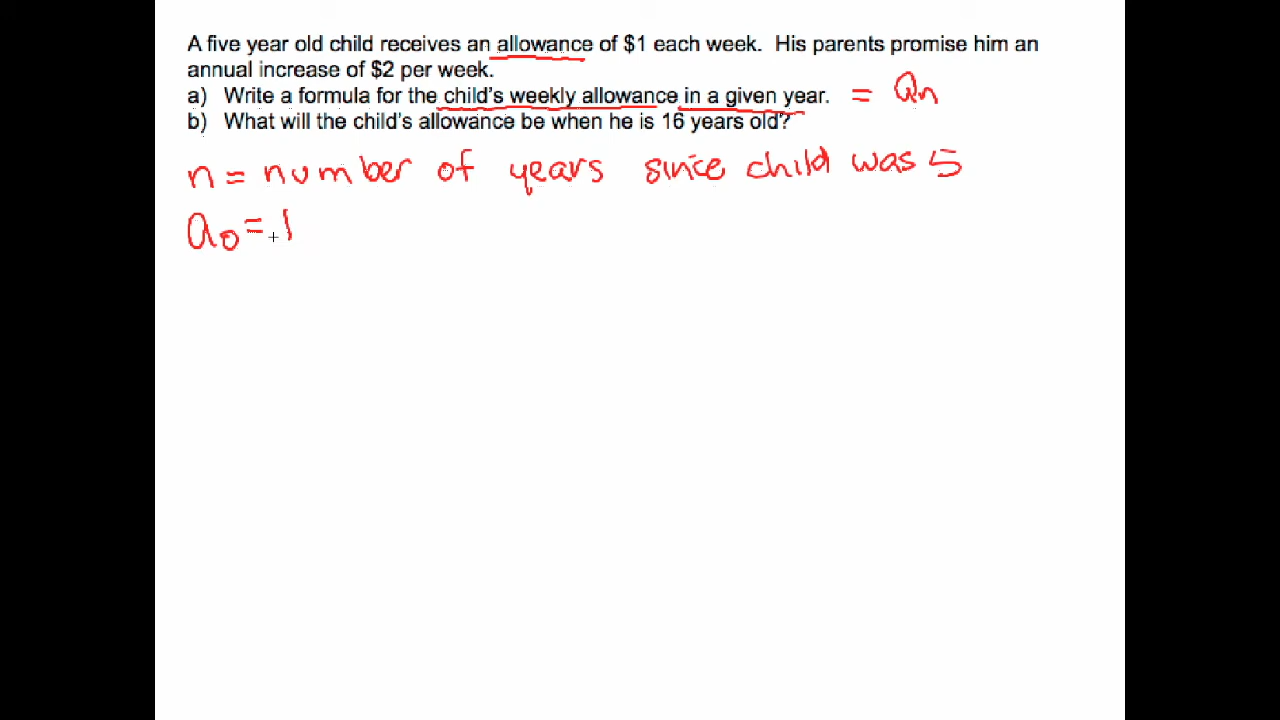 A five year old child receives an allowance of $1 each week. His parents promise him an
annual increase of $2 per week.
a) Write a formula for the child's weekly allowance in a given year. = an
b) What will the child's allowance be when he is 16 years old?
n = number of years since child was 5
a0 = 1